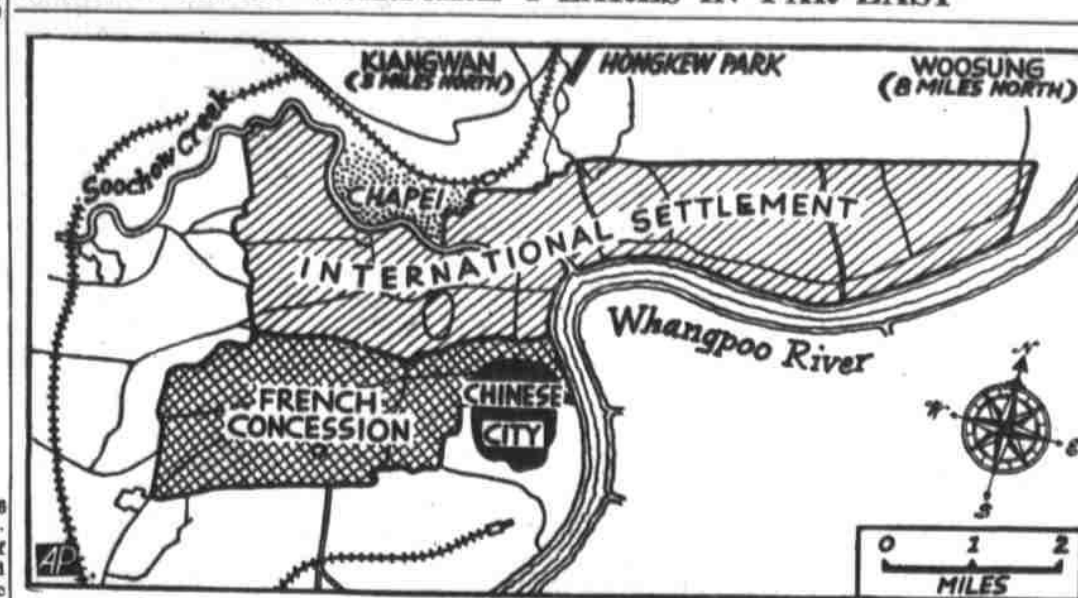 KIANGWAN
(8 MILES NORTH)
HONGKEW PARK
WOOSUNG
(8 MILES NORTH)
Soochow Creek
CHAPEI
INTERNATIONAL SETTLEMENT
Whangpoo River
FRENCH
CONCESSION
CHINESE
CITY
N
W
E
S
AP
0 1 2
MILES